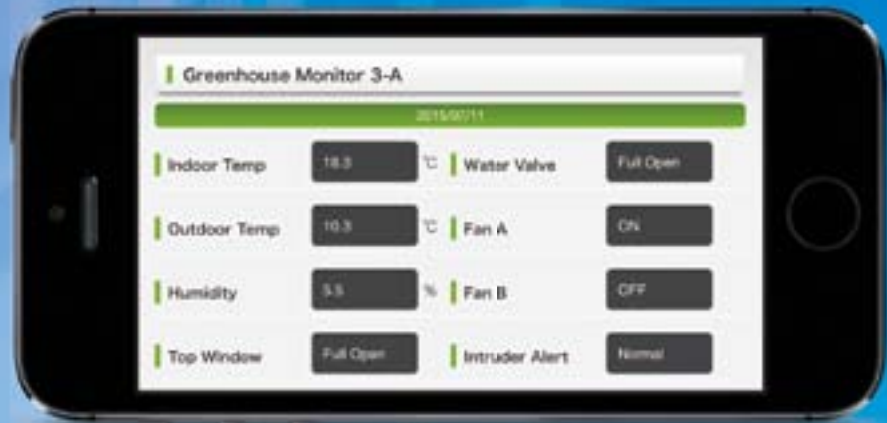 Greenhouse Monitor 3-A
2015/07/11
Indoor Temp 18.3 ℃ Water Valve Full Open
Outdoor Temp 10.3 ℃ Fan A ON
Humidity 5.5 % Fan B OFF
Top Window Full Open Intruder Alert Normal